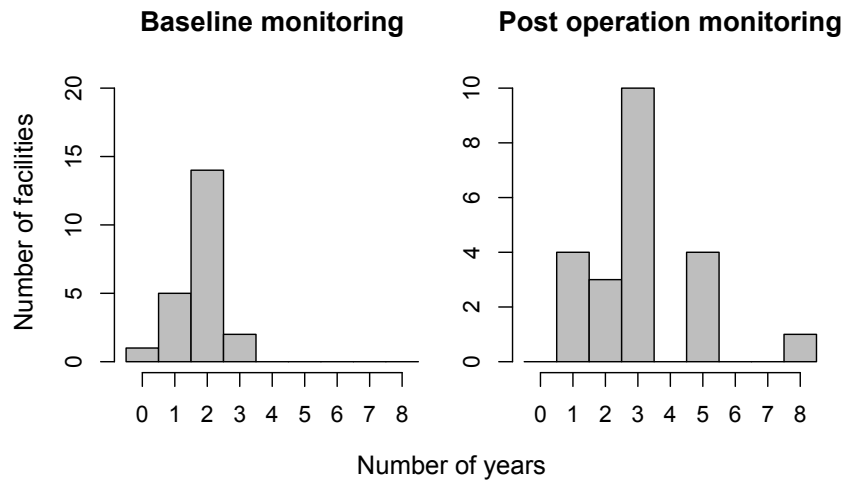 Baseline monitoring
Number of facilities
20
15
10
5
0
0 1 2 3 4 5 6 7 8
Post operation monitoring
10
8
6
4
2
0
0 1 2 3 4 5 6 7 8
Number of years